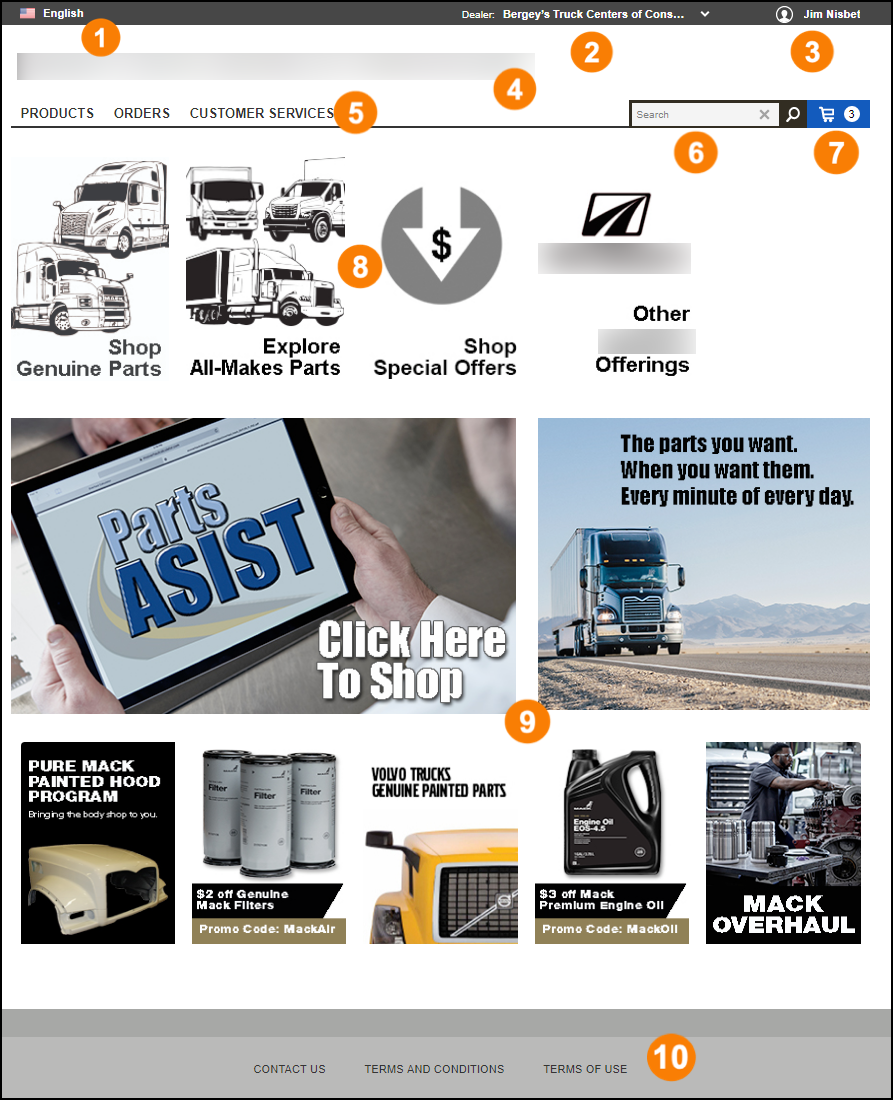 English
Dealer: Bergey's Truck Centers of Cons...
Jim Nisbet
1
2
3
4
PRODUCTS
ORDERS
CUSTOMER SERVICES
5
Search
3
6
7
8
$
MACK
Shop
Genuine Parts
Explore
All-Makes Parts
Shop
Special Offers
Other
Offerings
Parts
ASIST
Click Here
To Shop
The parts you want.
When you want them.
Every minute of every day.
9
PURE MACK
PAINTED HOOD
PROGRAM
Bringing the body shop to you.
Filter
Filter
Filter
$2 off Genuine
Mack Filters
Promo Code: MackAir
VOLVO TRUCKS
GENUINE PAINTED PARTS
MACK
Engine Oil
EOS-4.5
$3 off Mack
Premium Engine Oil
Promo Code: MackOil
MACK
OVERHAUL
10
CONTACT US
TERMS AND CONDITIONS
TERMS OF USE